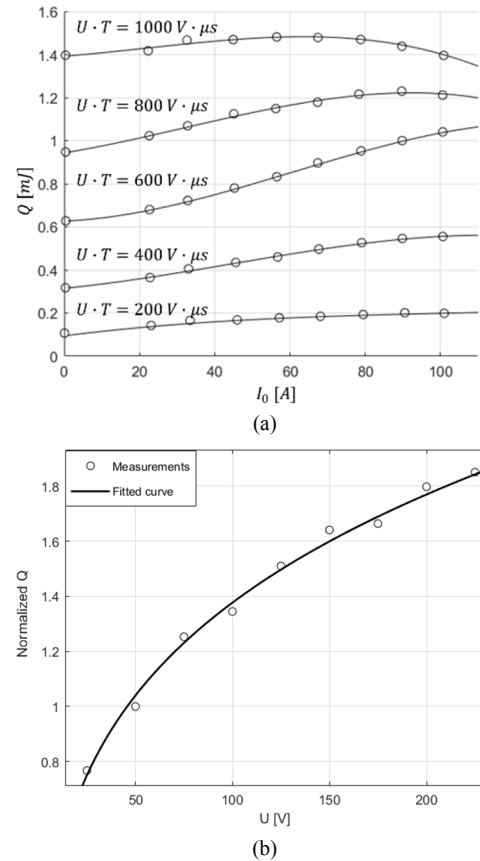 1.6
U · T = 1000 V · μs
1.4
1.2
U · T = 800 V · μs
1
Q [mJ]
0.8
U · T = 600 V · μs
0.6
U · T = 400 V · μs
0.4
U · T = 200 V · μs
0.2
0
0 20 40 60 80 100
I₀ [A]
(a)
Measurements
Fitted curve
1.8
1.6
Normalized Q
1.4
1.2
1
0.8
50 100 150 200
U [V]
(b)